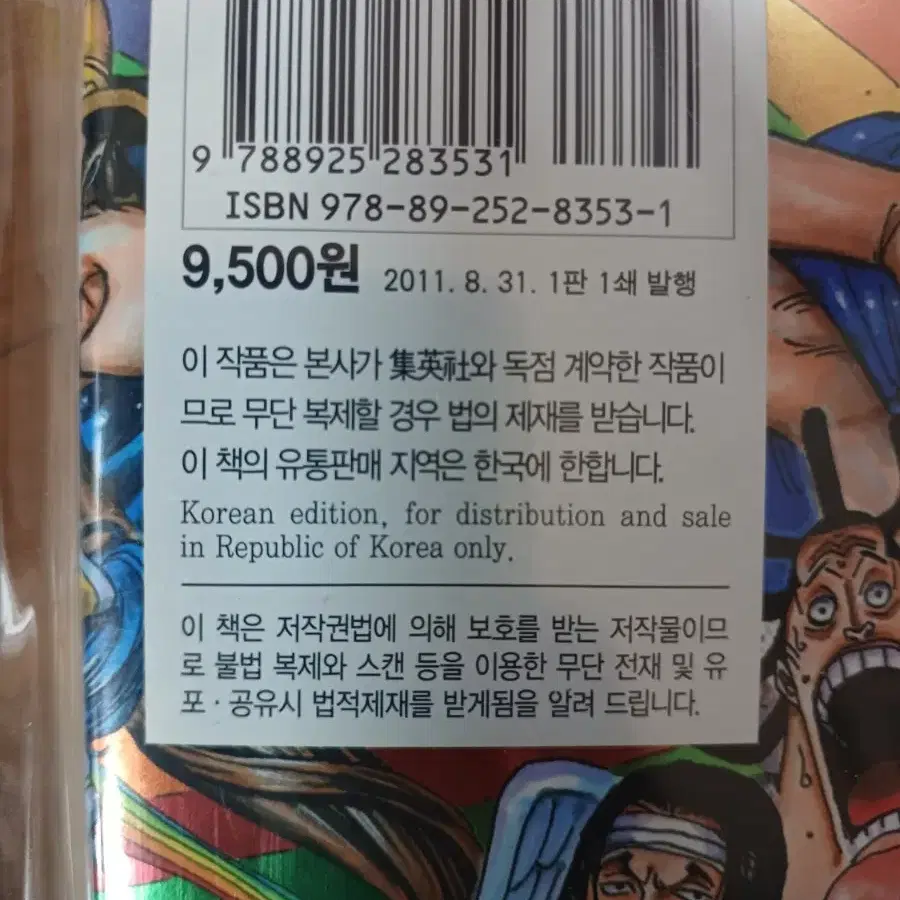 9 788925 283531
ISBN 978-89-252-8353-1
9,500원 2011. 8. 31. 1판 1쇄 발행
이 작품은 본사가 集英社와 독점 계약한 작품이
므로 무단 복제할 경우 법의 제재를 받습니다.
이 책의 유통판매 지역은 한국에 한합니다.
Korean edition, for distribution and sale
in Republic of Korea only.
이 책은 저작권법에 의해 보호를 받는 저작물이므
로 불법 복제와 스캔 등을 이용한 무단 전재 및 유
포·공유시 법적제재를 받게됨을 알려 드립니다.